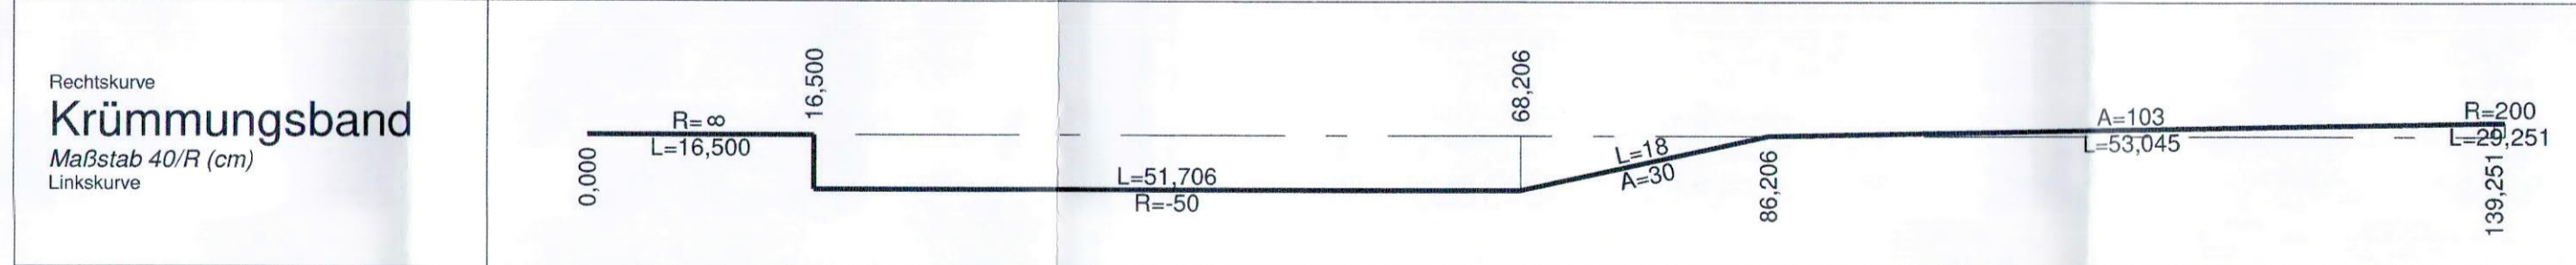 Rechtskurve
Krümmungsband
Maßstab 40/R (cm)
Linkskurve
0,000
R=∞
L=16,500
16,500
L=51,706
R=-50
68,206
L=18
A=30
86,206
A=103
L=53,045
139,251
R=200
L=29,251